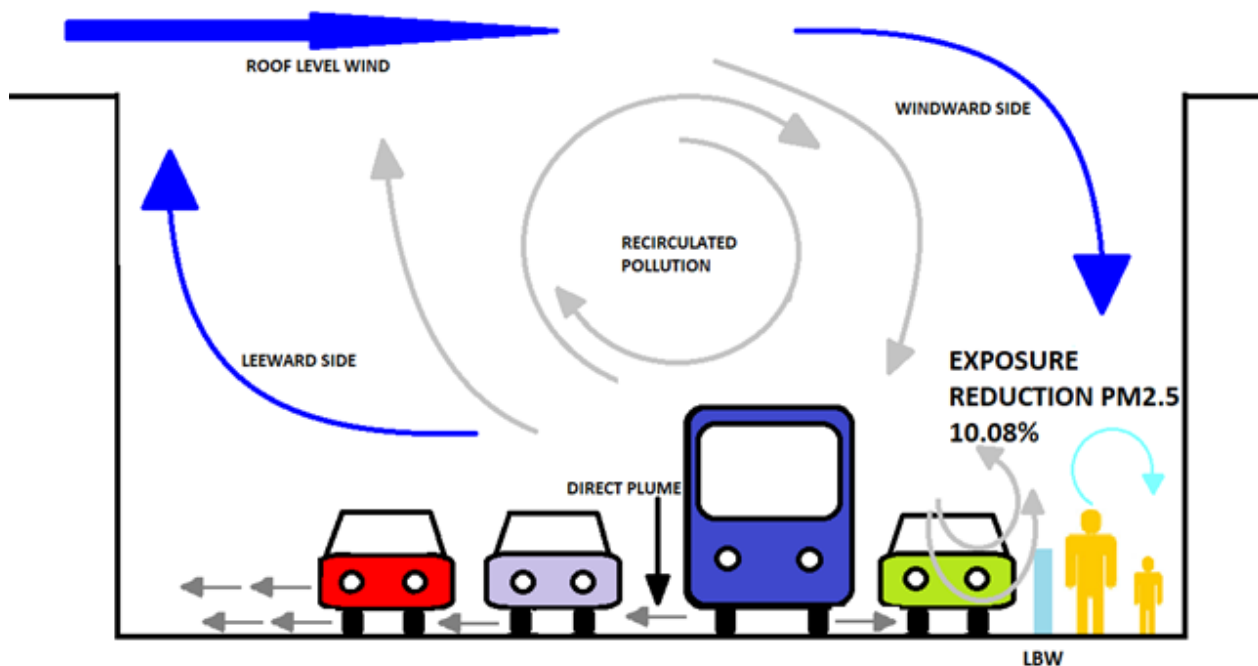 ROOF LEVEL WIND
WINDWARD SIDE
RECIRCULATED
POLLUTION
LEEWARD SIDE
EXPOSURE
REDUCTION PM2.5
10.08%
DIRECT PLUME
LBW